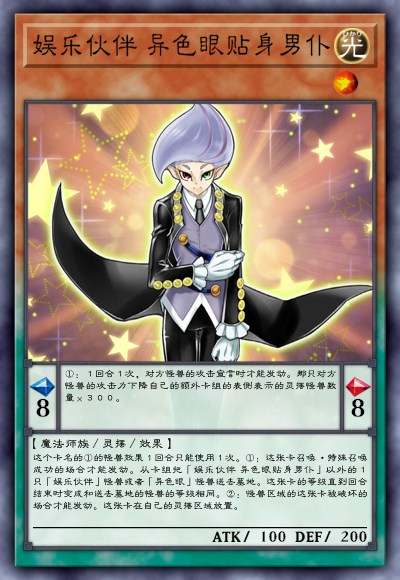 娱乐伙伴 异色眼贴身男仆
光
①：1回合1次，对方怪兽的攻击宣言时才能发动。那只对方
怪兽的攻击力下降自己的额外卡组的表侧表示的灵摆怪兽数
量×300。
8
8
【魔法师族／灵摆／效果】
这个卡名的①的怪兽效果1回合只能使用1次。①：这张卡召唤·特殊召唤
成功的场合才能发动。从卡组把「娱乐伙伴 异色眼贴身男仆」以外的1
只「娱乐伙伴」怪兽或者「异色眼」怪兽送去墓地。这张卡的等级直到回合
结束时变成和送去墓地的怪兽的等级相同。②：怪兽区域的这张卡被破坏的
场合才能发动。这张卡在自己的灵摆区域放置。
ATK/ 100 DEF/ 200